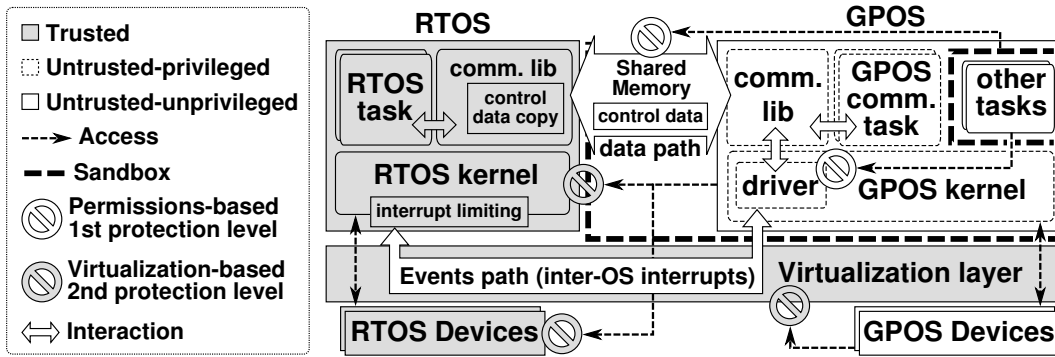 Trusted
Untrusted-privileged
Untrusted-unprivileged
Access
Sandbox
Permissions-based
1st protection level
Virtualization-based
2nd protection level
Interaction
RTOS
GPOS
RTOS
task
comm. lib
control
data copy
Shared
Memory
control data
data path
comm.
lib
GPOS
comm.
task
other
tasks
RTOS kernel
interrupt limiting
driver
GPOS kernel
Events path (inter-OS interrupts)
Virtualization layer
RTOS Devices
GPOS Devices